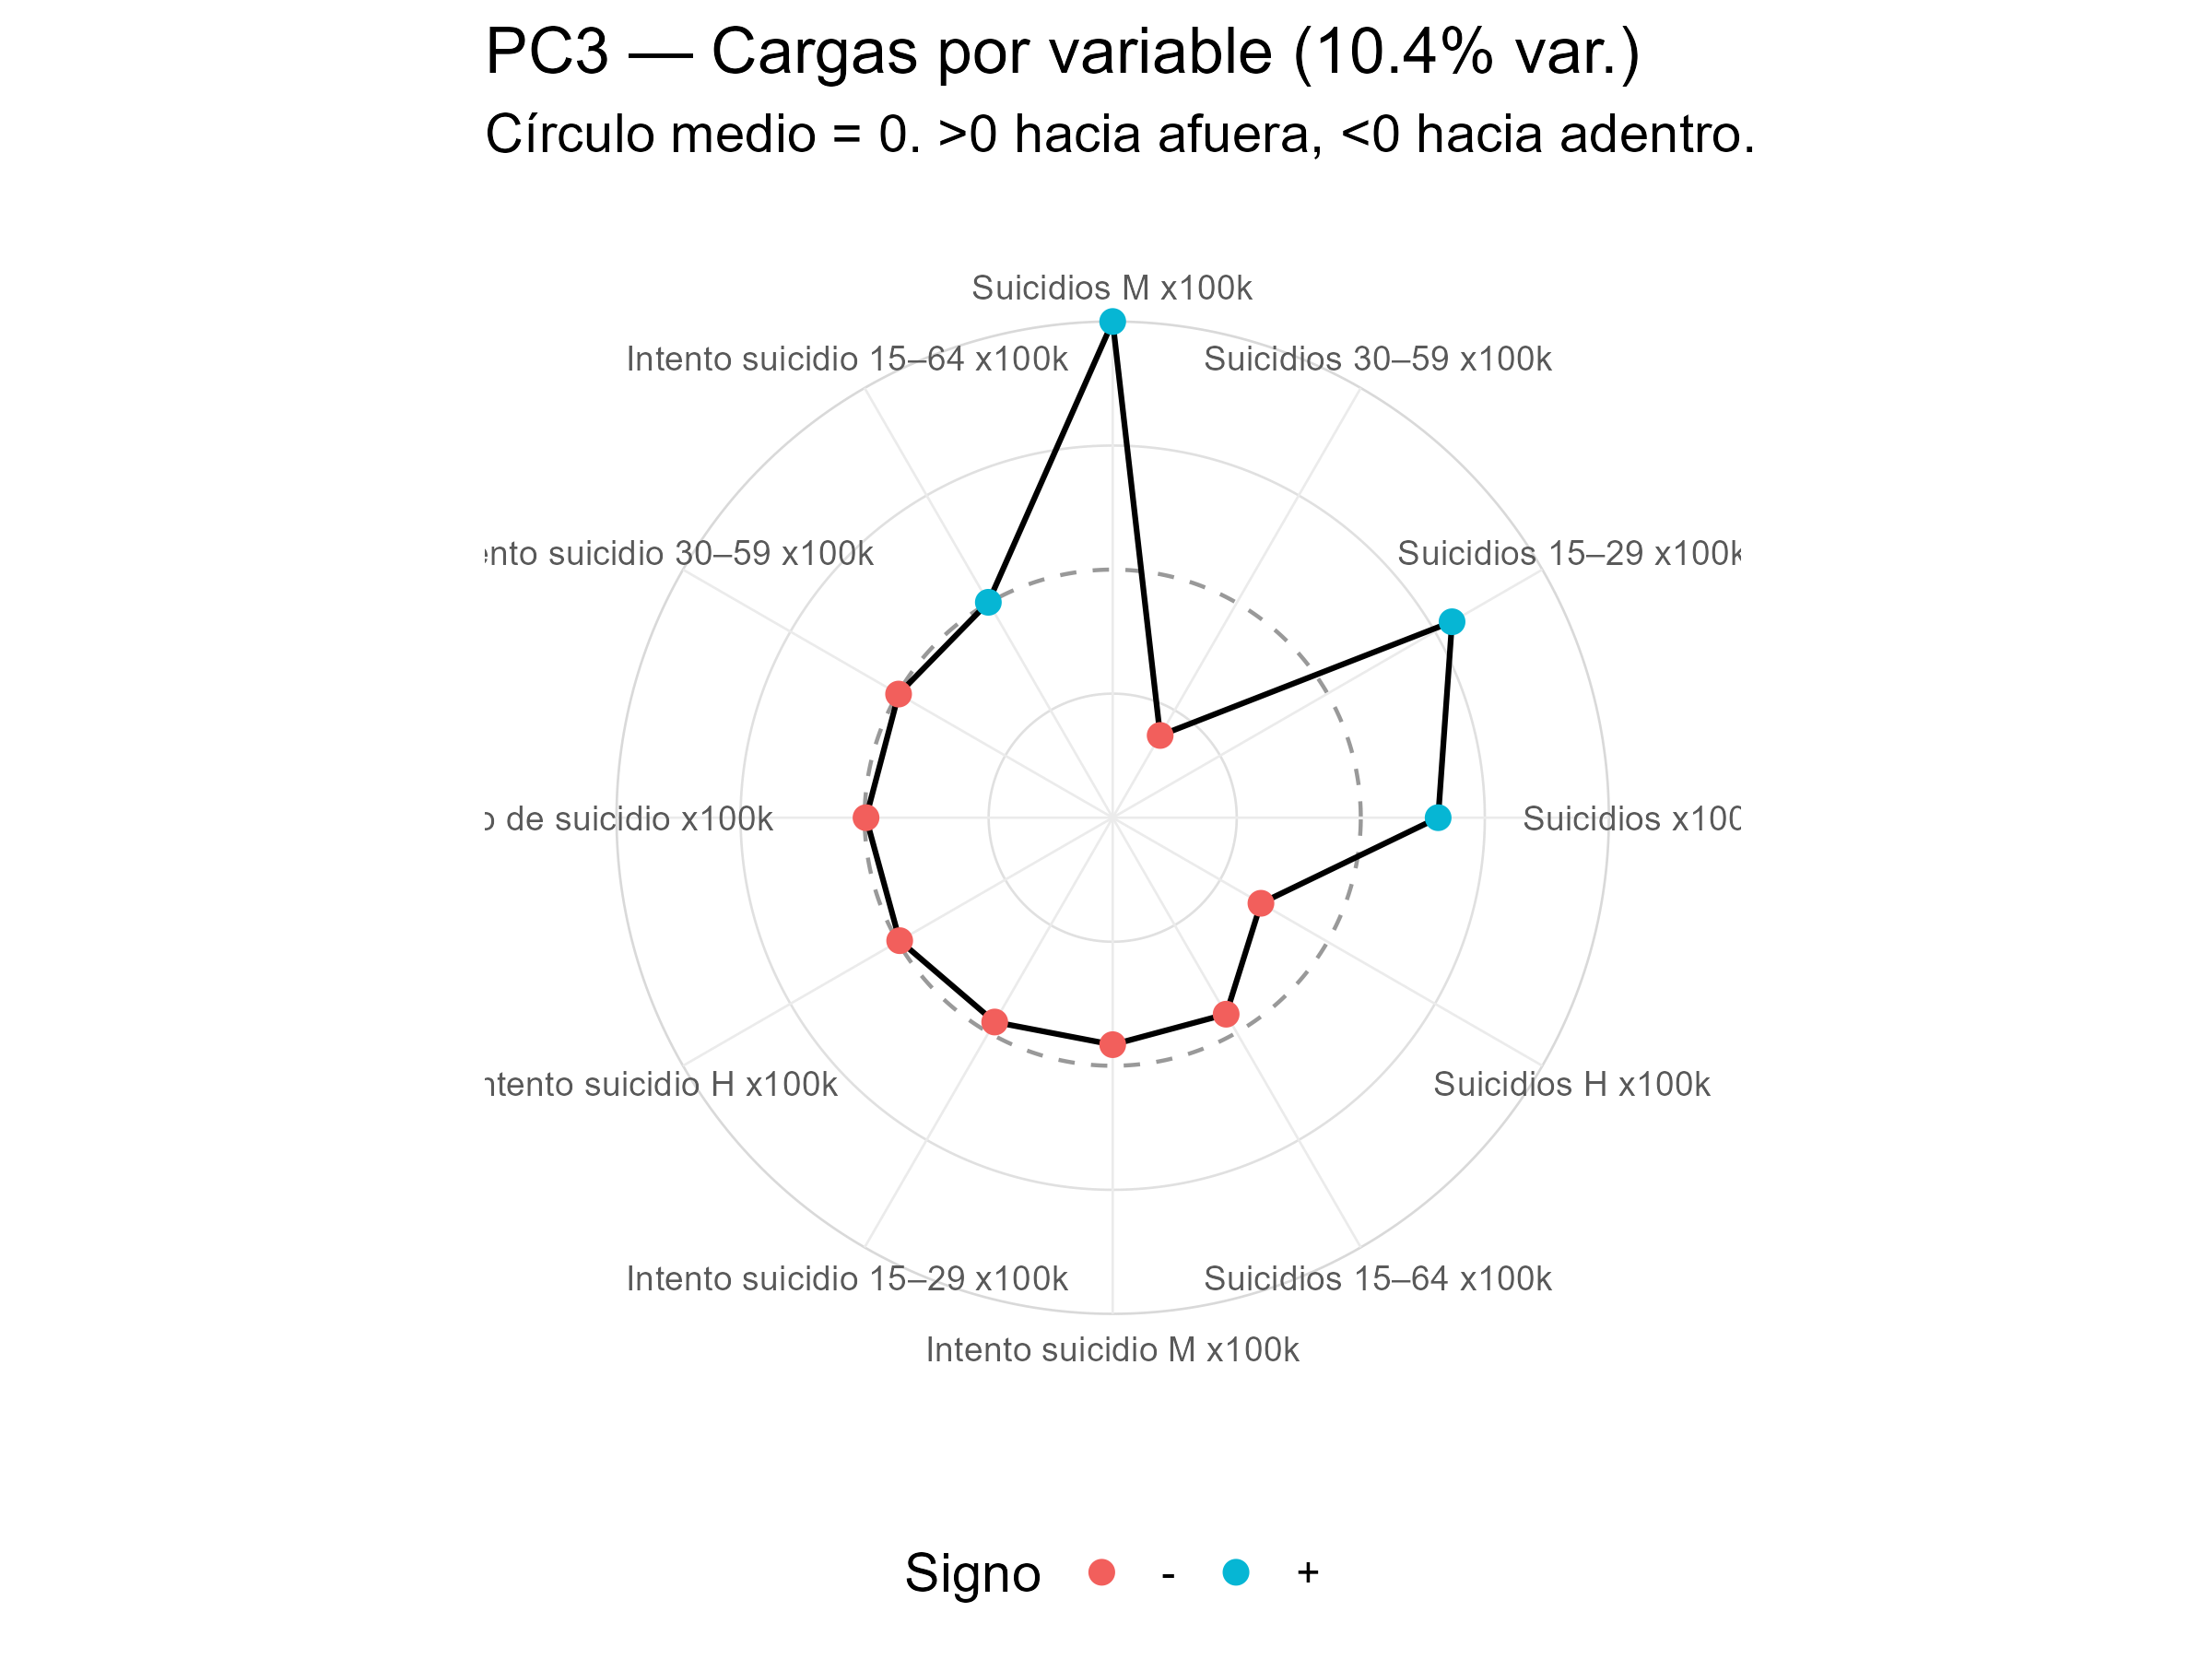 PC3 — Cargas por variable (10.4% var.)
Círculo medio = 0. >0 hacia afuera, <0 hacia adentro.
Suicidios M x100k
Intento suicidio 15–64 x100k
Suicidios 30–59 x100k
suicidio 30–59 x100k
Suicidios 15–29 x100k
de suicidio x100k
Suicidios x100
suicidio H x100k
Suicidios H x100k
Intento suicidio 15–29 x100k
Suicidios 15–64 x100k
Intento suicidio M x100k
Signo - +